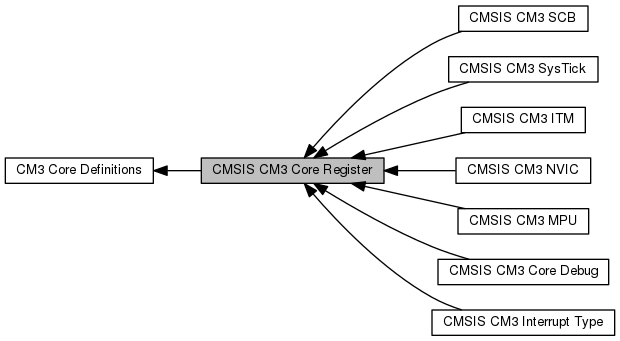 CMSIS CM3 SCB
CMSIS CM3 SysTick
CMSIS CM3 ITM
CM3 Core Definitions
CMSIS CM3 Core Register
CMSIS CM3 NVIC
CMSIS CM3 MPU
CMSIS CM3 Core Debug
CMSIS CM3 Interrupt Type